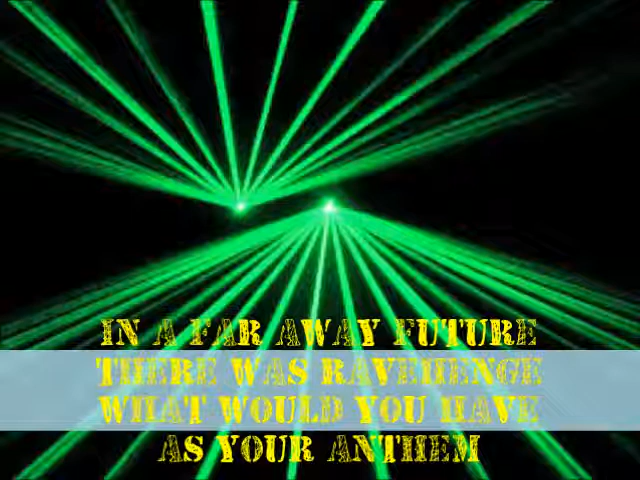 IN A FAR AWAY FUTURE
THERE WAS RAVEHENGE
WHAT WOULD YOU HAVE
AS YOUR ANTHEM